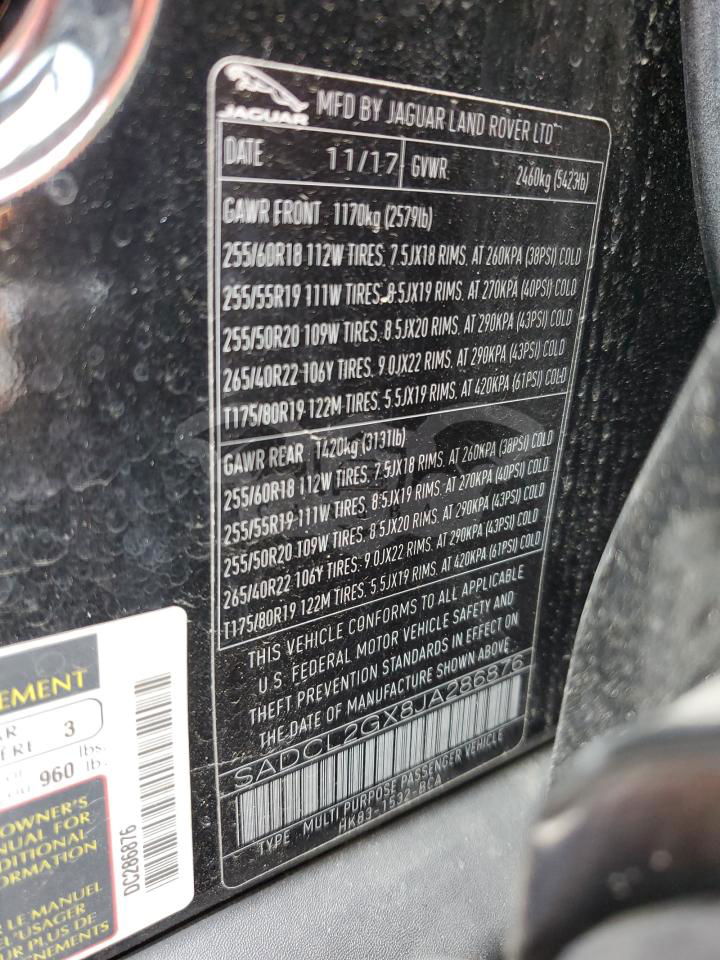 JAGUAR MFD BY JAGUAR LAND ROVER LTD
DATE 11/17 GVWR 2460kg (5423lb)
GAWR FRONT 1170kg (2579lb)
255/60R18 112W TIRES, 7.5JX18 RIMS, AT 260KPA (38PSI) COLD
255/55R19 111W TIRES, 8.5JX19 RIMS, AT 270KPA (40PSI) COLD
255/50R20 109W TIRES, 8.5JX20 RIMS, AT 290KPA (43PSI) COLD
265/40R22 106Y TIRES, 9.0JX22 RIMS, AT 290KPA (43PSI) COLD
T175/80R19 122M TIRES, 5.5JX19 RIMS, AT 420KPA (61PSI) COLD
GAWR REAR 1420kg (3131lb)
255/60R18 112W TIRES, 7.5JX18 RIMS, AT 260KPA (38PSI) COLD
255/55R19 111W TIRES, 8.5JX19 RIMS, AT 270KPA (40PSI) COLD
255/50R20 109W TIRES, 8.5JX20 RIMS, AT 290KPA (43PSI) COLD
265/40R22 106Y TIRES, 9.0JX22 RIMS, AT 290KPA (43PSI) COLD
T175/80R19 122M TIRES, 5.5JX19 RIMS, AT 420KPA (61PSI) COLD
THIS VEHICLE CONFORMS TO ALL APPLICABLE
U.S. FEDERAL MOTOR VEHICLE SAFETY AND
THEFT PREVENTION STANDARDS IN EFFECT ON
THE DATE OF MANUFACTURE SHOWN ABOVE
SADCL2GX8JA286876
TYPE MULTI PURPOSE PASSENGER VEHICLE
HK83-1532-BCA
EMENT
AR
3
lbs.
OU 960 lb.
OWNER'S
NUAL FOR
DITIONAL
ORMATION
R LE MANUEL
L'USAGER
UR PLUS DE
GNEMENTS
DC286876